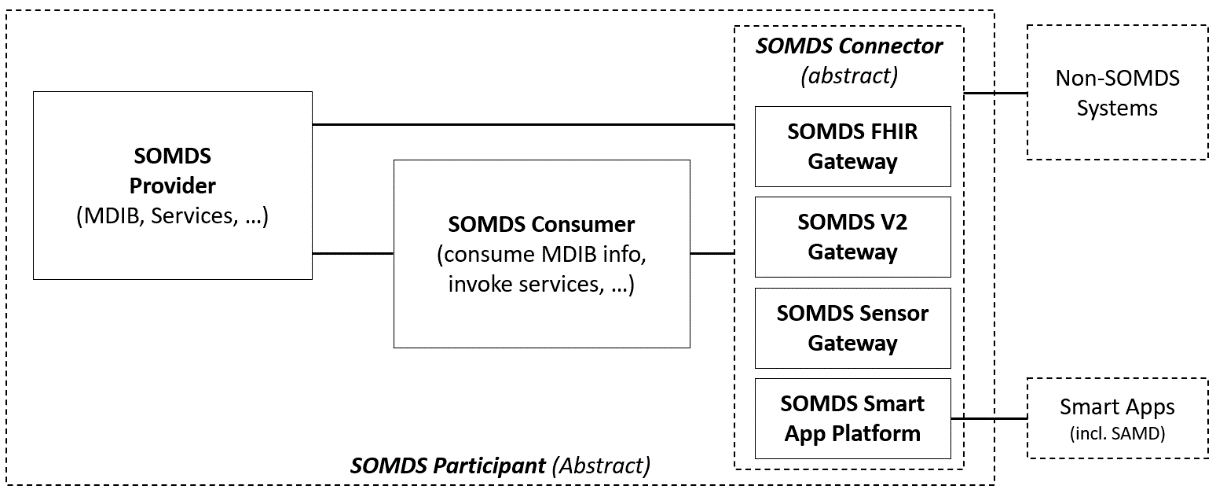 SOMDS Connector
(abstract)
Non-SOMDS
Systems
SOMDS
Provider
(MDIB, Services, …)
SOMDS Consumer
(consume MDIB info,
invoke services, …)
SOMDS FHIR
Gateway
SOMDS V2
Gateway
SOMDS Sensor
Gateway
SOMDS Smart
App Platform
Smart Apps
(incl. SAMD)
SOMDS Participant (Abstract)